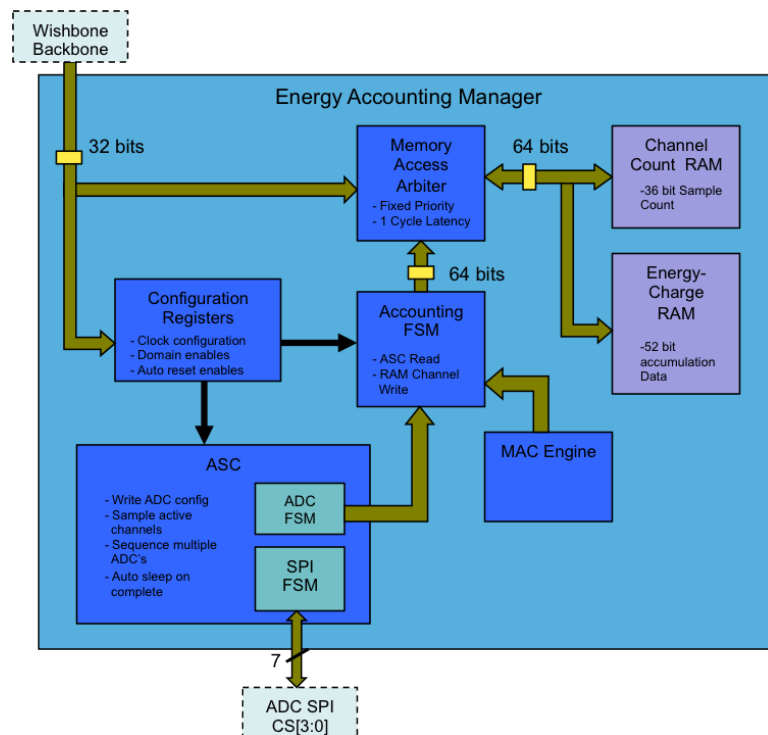 Wishbone
Backbone
Energy Accounting Manager
32 bits
Memory
Access
Arbiter
- Fixed Priority
- 1 Cycle Latency
64 bits
Channel
Count RAM
-36 bit Sample
Count
64 bits
Configuration
Registers
- Clock configuration
- Domain enables
- Auto reset enables
Accounting
FSM
- ASC Read
- RAM Channel
Write
Energy-
Charge
RAM
-52 bit
accumulation
Data
MAC Engine
ASC
- Write ADC config
- Sample active
channels
- Sequence multiple
ADC's
- Auto sleep on
complete
ADC
FSM
SPI
FSM
7
ADC SPI
CS[3:0]